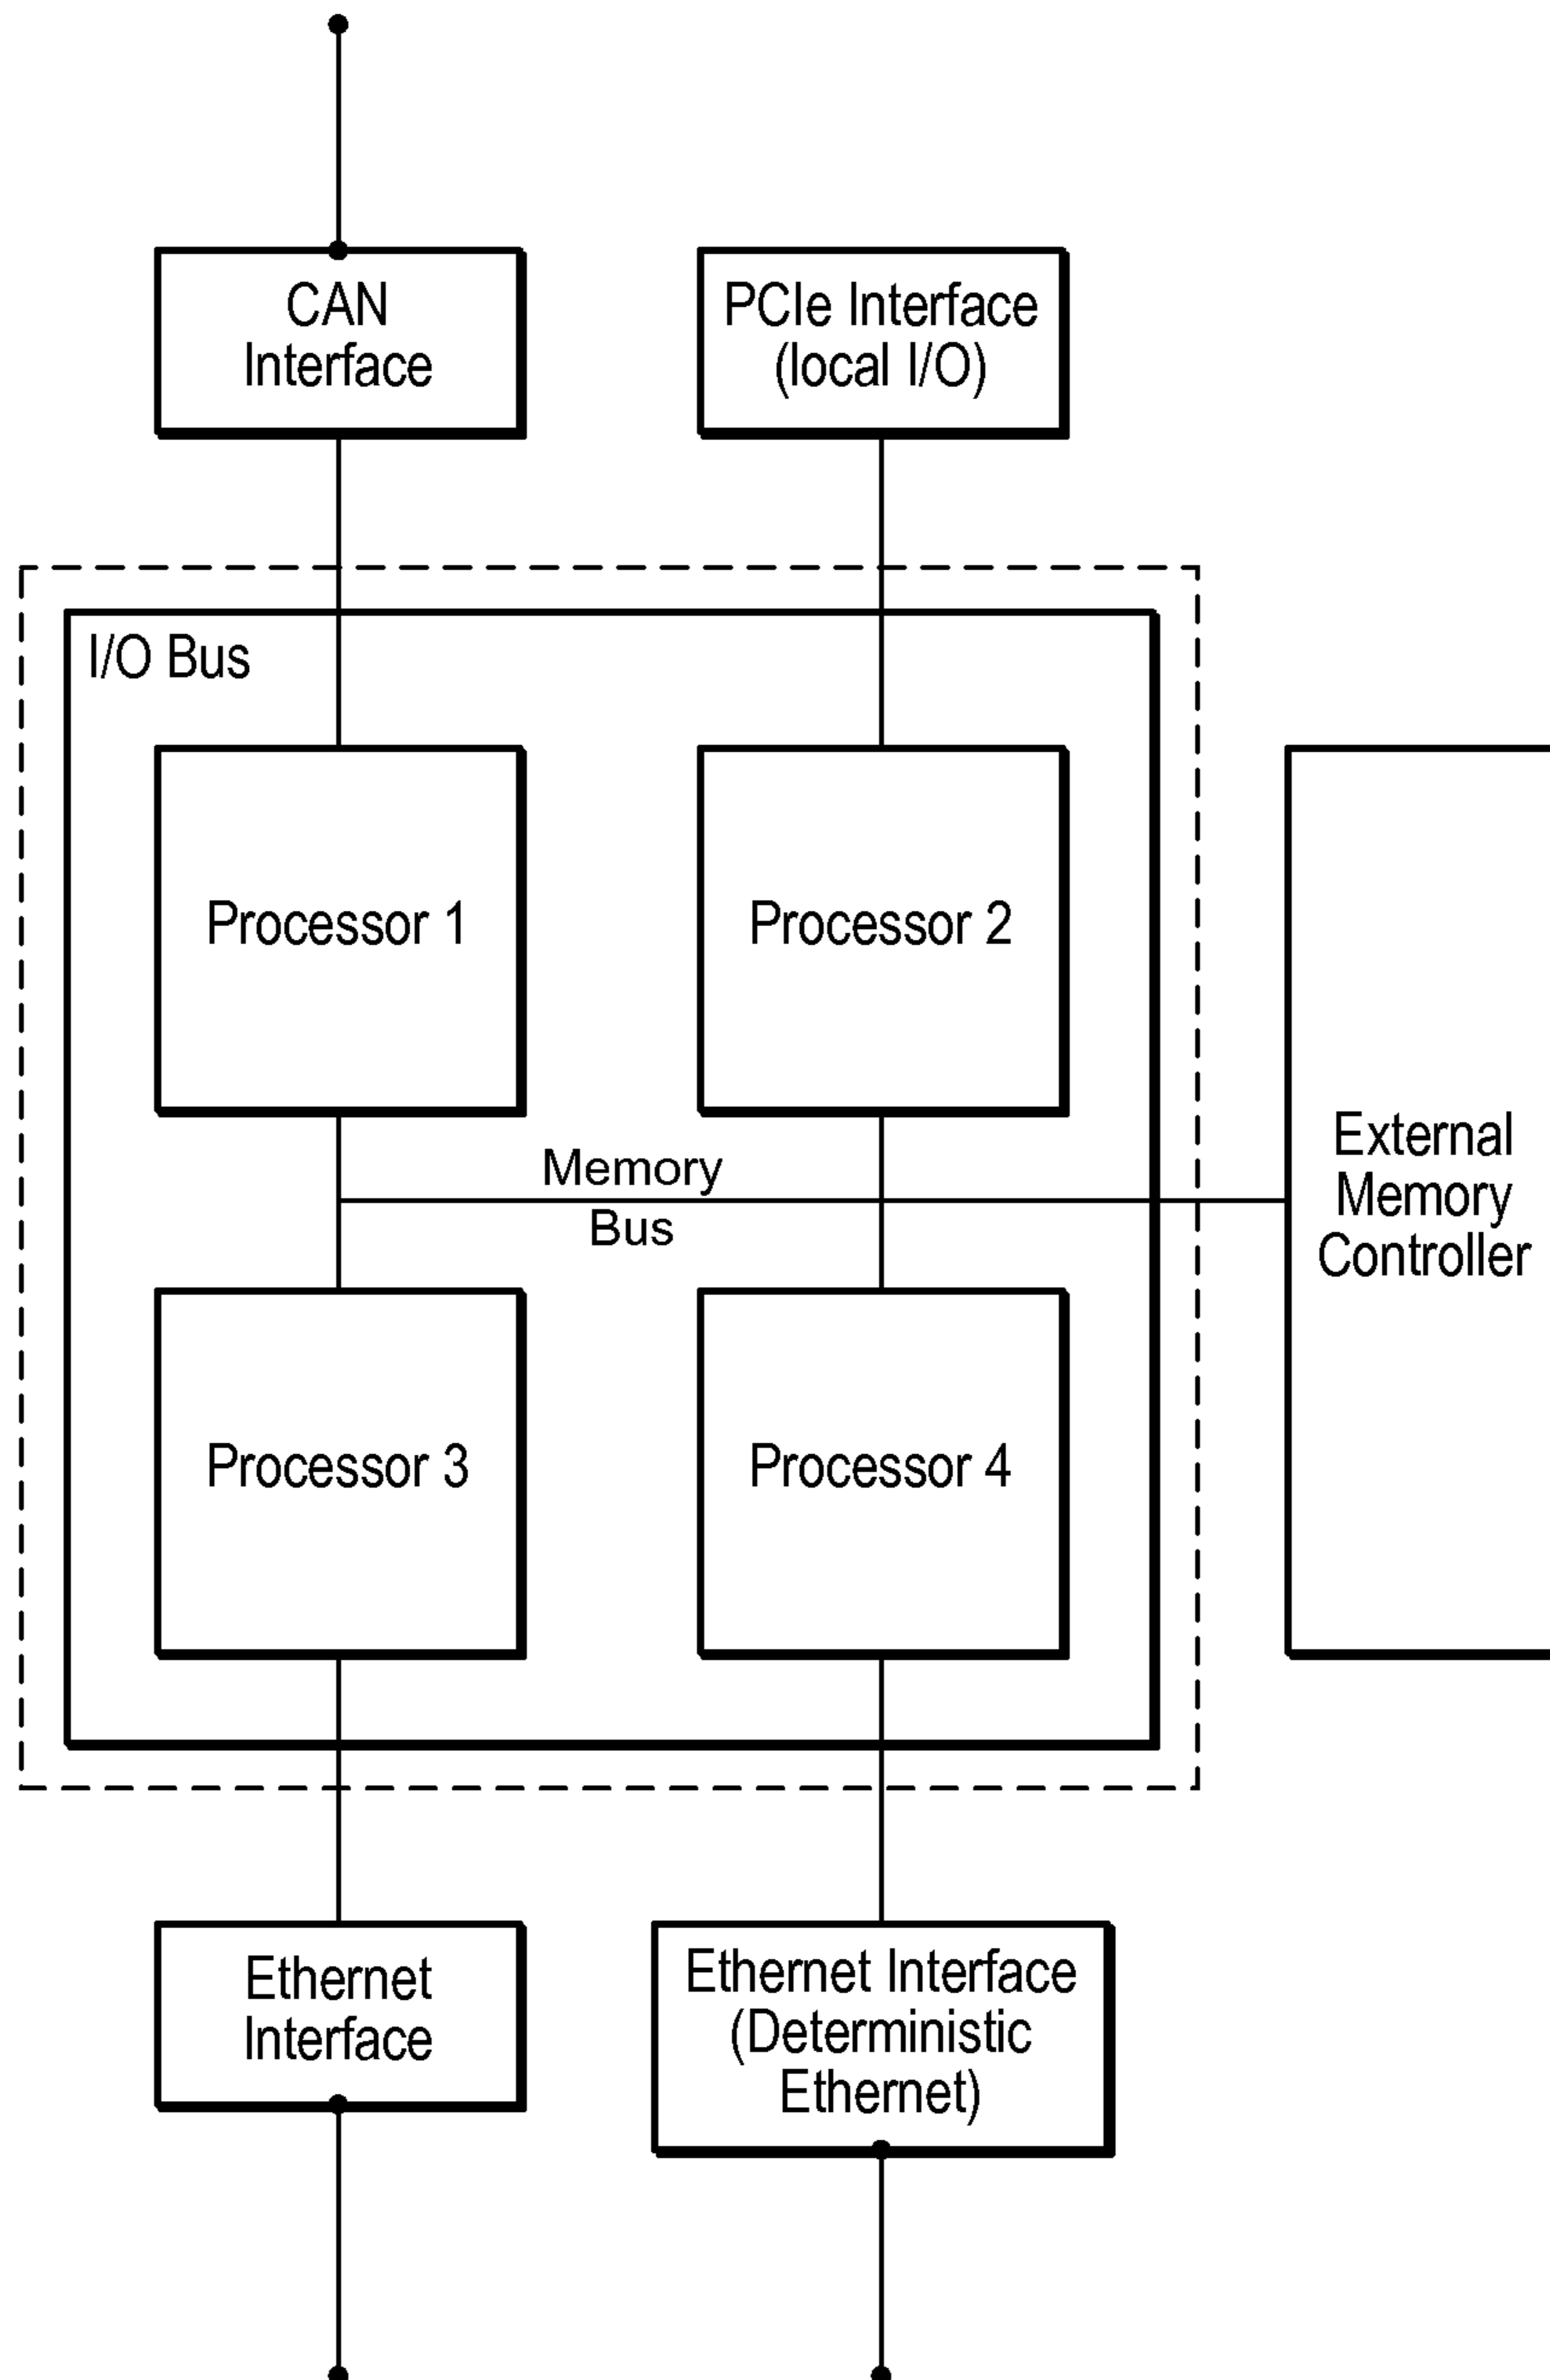 CAN
Interface
PCIe Interface
(local I/O)
I/O Bus
Processor 1
Processor 2
Memory
Bus
External
Memory
Controller
Processor 3
Processor 4
Ethernet
Interface
Ethernet Interface
(Deterministic
Ethernet)